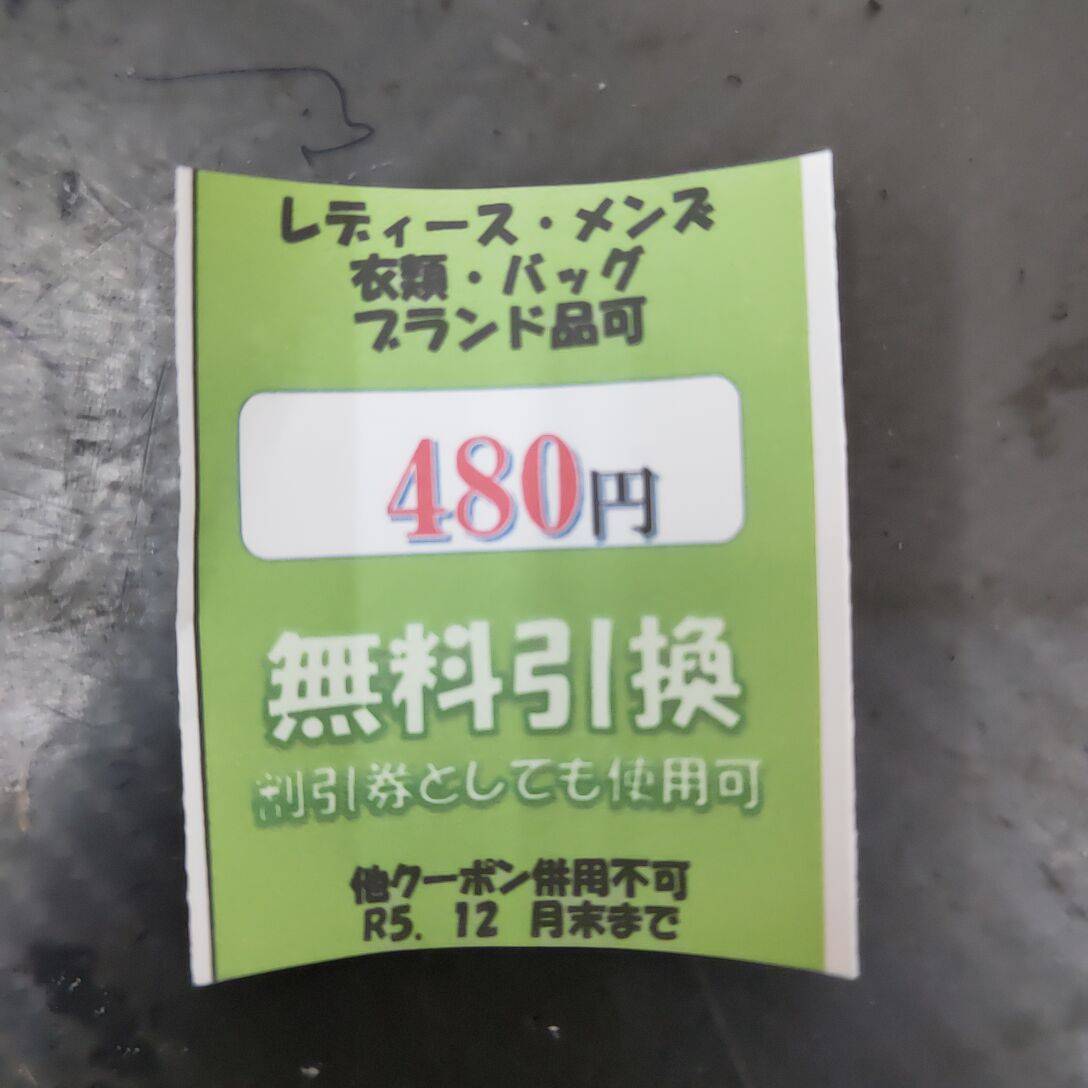 レディース・メンズ
衣類・バッグ
ブランド品可
480円
無料引換
割引券としても使用可
他クーポン併用不可
R5. 12 月末まで